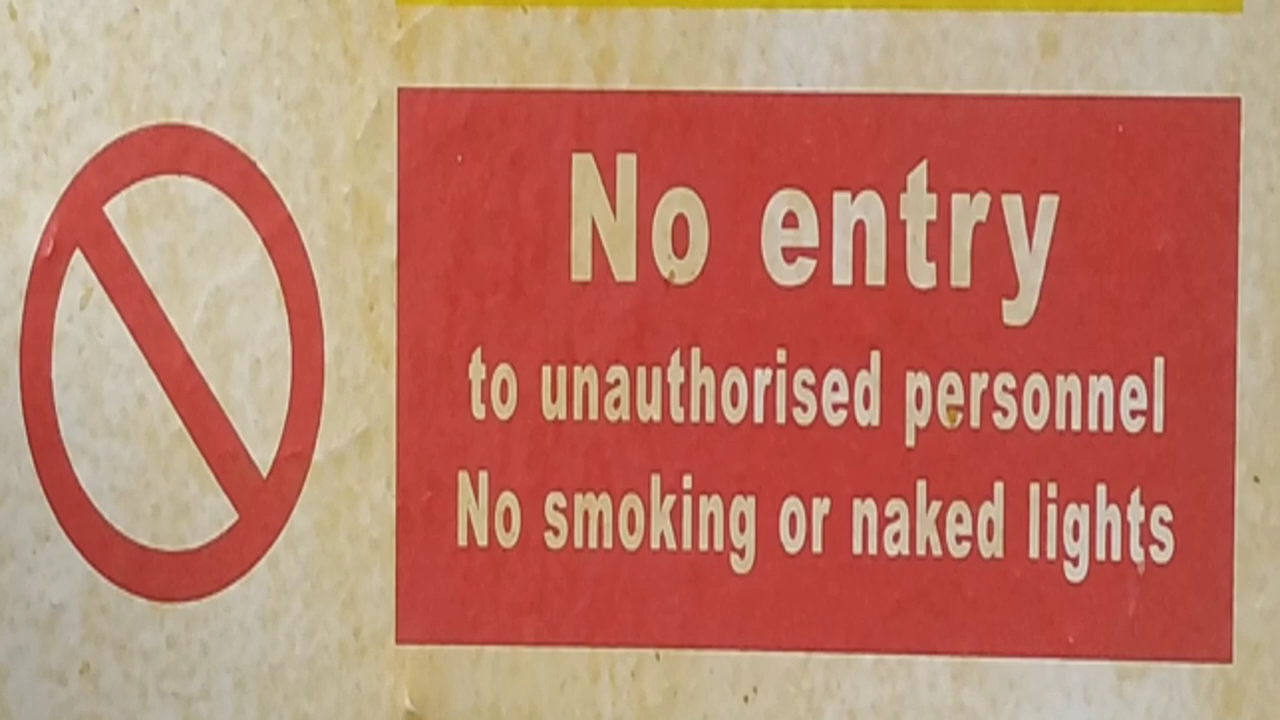 No entry
to unauthorised personnel
No smoking or naked lights